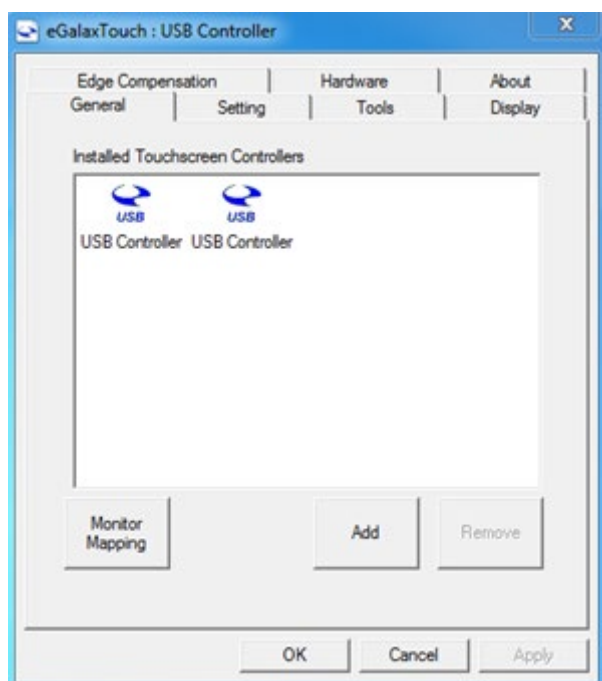 eGalaxTouch : USB Controller
X
Edge Compensation Hardware About
General Setting Tools Display
Installed Touchscreen Controllers
USB USB
USB Controller USB Controller
Monitor
Mapping
Add Remove
OK Cancel Apply